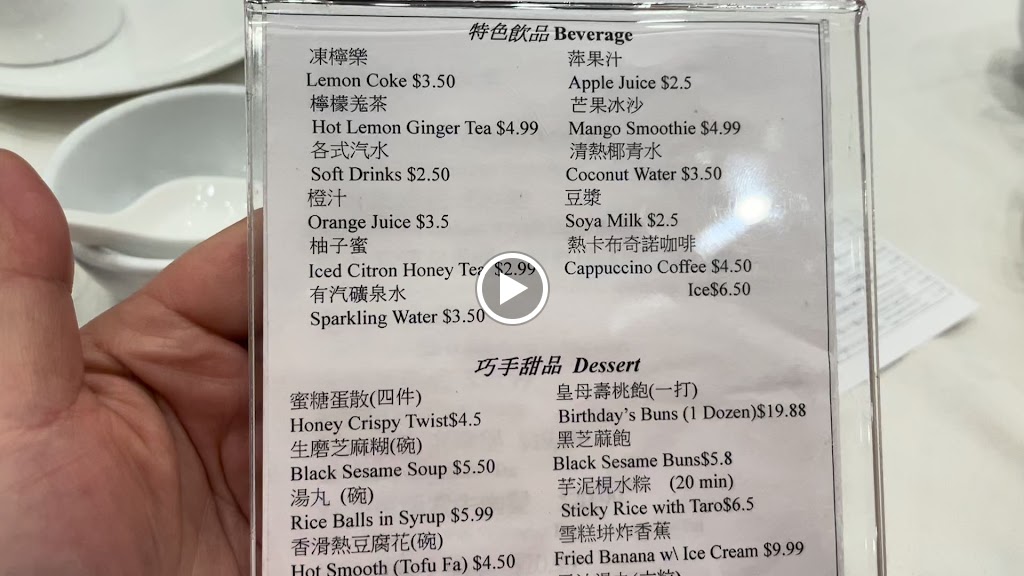 特色飲品 Beverage
凍檸樂
Lemon Coke $3.50
檸檬羗茶
Hot Lemon Ginger Tea $4.99
各式汽水
Soft Drinks $2.50
橙汁
Orange Juice $3.5
柚子蜜
Iced Citron Honey Tea $2.99
有汽礦泉水
Sparkling Water $3.50
蓱果汁
Apple Juice $2.5
芒果冰沙
Mango Smoothie $4.99
清熱椰青水
Coconut Water $3.50
豆漿
Soya Milk $2.5
熱卡布奇諾咖啡
Cappuccino Coffee $4.50
Ice$6.50
巧手甜品 Dessert
蜜糖蛋散(四件)
Honey Crispy Twist$4.5
生磨芝麻糊(碗)
Black Sesame Soup $5.50
湯丸 (碗)
Rice Balls in Syrup $5.99
香滑熱豆腐花(碗)
Hot Smooth (Tofu Fa) $4.50
皇母壽桃飽(一打)
Birthday's Buns (1 Dozen)$19.88
黑芝蔴飽
Black Sesame Buns$5.8
芋泥梘水粽 (20 min)
Sticky Rice with Taro$6.5
雪糕垪炸香蕉
Fried Banana w\ Ice Cream $9.99